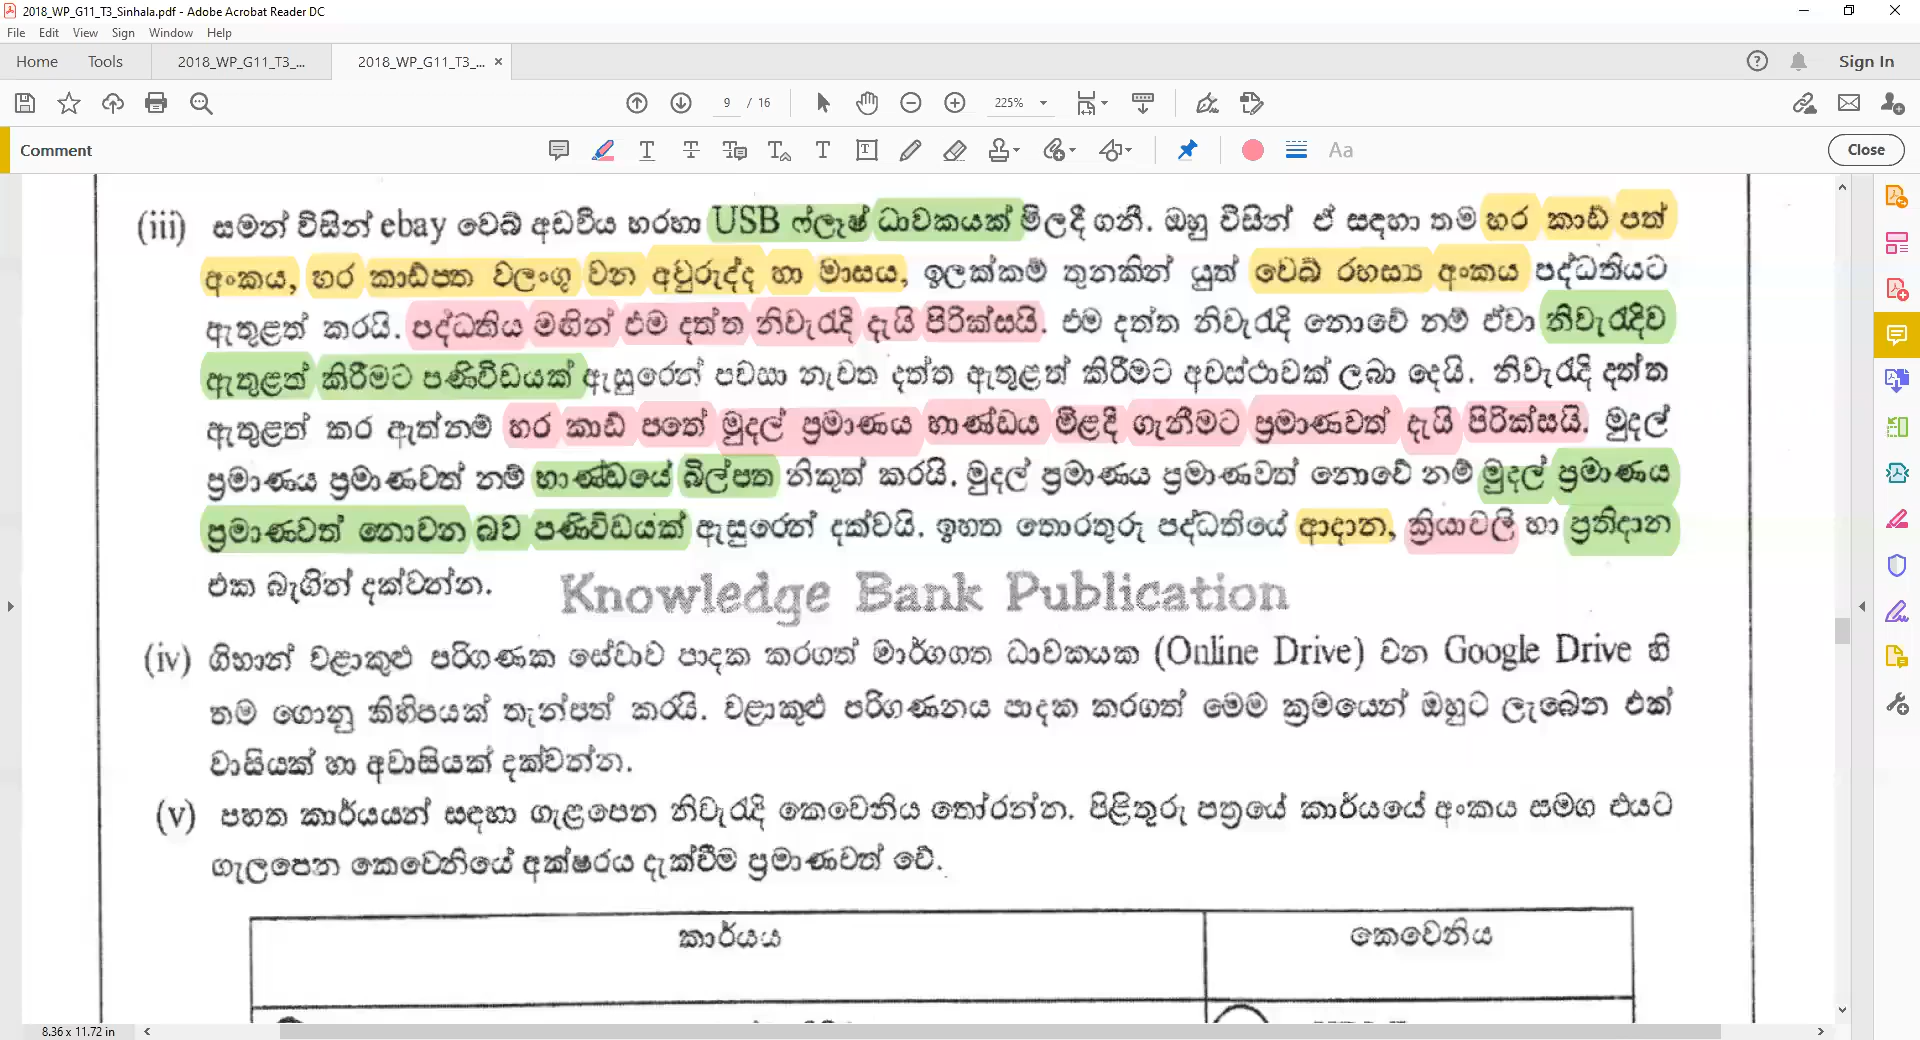 2018_WP_G11_T3_Sinhala.pdf - Adobe Acrobat Reader DC
File Edit View Sign Window Help
Home Tools 2018_WP_G11_T3_... 2018_WP_G11_T3_... × Sign In
9 / 16 225%
Comment Close
(iii) සමන් විසින් ebay වෙබ් අඩවිය හරහා USB ෆ්ලෑෂ් ධාවකයක් මිලදී ගනී. ඔහු විසින් ඒ සඳහා තම හර කාඩ් පත්
අංකය, හර කාඩ්පත වලංගු වන අවුරුද්ද හා මාසය, ඉලක්කම් තුනකින් යුත් වෙබ් රහස්‍ය අංකය පද්ධතියට
ඇතුළත් කරයි. පද්ධතිය මඟින් එම දත්ත නිවැරැදි දැයි පිරික්සයි. එම දත්ත නිවැරැදි නොවේ නම් ඒවා නිවැරැදිව
ඇතුළත් කිරීමට පණිවිඩයක් ඇසුරෙන් පවසා නැවත දත්ත ඇතුළත් කිරීමට අවස්ථාවක් ලබා දෙයි. නිවැරැදි දත්ත
ඇතුළත් කර ඇත්නම් හර කාඩ් පතේ මුදල් ප්‍රමාණය භාණ්ඩය මිළදී ගැනීමට ප්‍රමාණවත් දැයි පිරික්සයි. මුදල්
ප්‍රමාණය ප්‍රමාණවත් නම් භාණ්ඩයේ බිල්පත නිකුත් කරයි. මුදල් ප්‍රමාණය ප්‍රමාණවත් නොවේ නම් මුදල් ප්‍රමාණය
ප්‍රමාණවත් නොවන බව පණිවිඩයක් ඇසුරෙන් දක්වයි. ඉහත තොරතුරු පද්ධතියේ ආදාන, ක්‍රියාවලි හා ප්‍රතිදාන
එක බැගින් දක්වන්න. Knowledge Bank Publication
(iv) ගිහාන් වළාකුළු පරිගණක සේවාව පාදක කරගත් මාර්ගගත ධාවකයක (Online Drive) වන Google Drive හි
තම ගොනු කිහිපයක් තැන්පත් කරයි. වළාකුළු පරිගණනය පාදක කරගත් මෙම ක්‍රමයෙන් ඔහුට ලැබෙන එක්
වාසියක් හා අවාසියක් දක්වන්න.
(v) පහත කාර්යයන් සඳහා ගැළපෙන නිවැරැදි කෙවෙනිය තෝරන්න. පිළිතුරු පත්‍රයේ කාර්යයේ අංකය සමග එයට
ගැලපෙන කෙවෙනියේ අක්ෂරය දැක්වීම ප්‍රමාණවත් වේ.
කාර්යය කෙවෙනිය
8.36 x 11.72 in